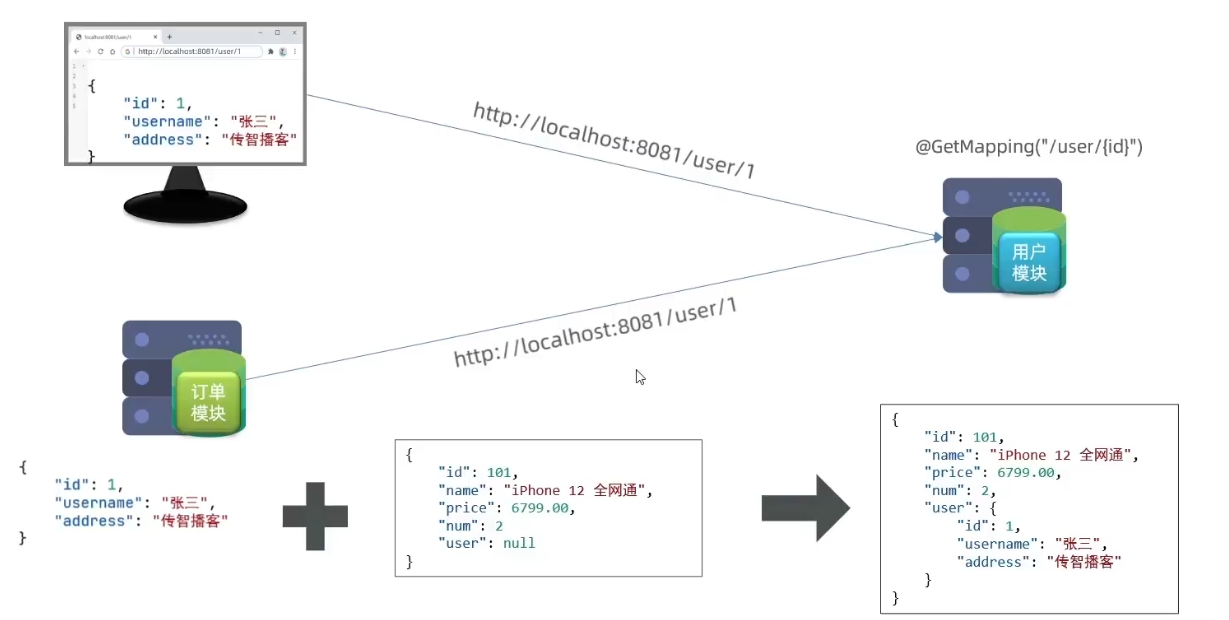 localhost:8081/user/1
http://localhost:8081/user/1
1
2
3
4
5
{
"id": 1,
"username": "张三",
"address": "传智播客"
}
http://localhost:8081/user/1
@GetMapping("/user/{id}")
用户
模块
http://localhost:8081/user/1
订单
模块
{
"id": 1,
"username": "张三",
"address": "传智播客"
}
{
"id": 101,
"name": "iPhone 12 全网通",
"price": 6799.00,
"num": 2
"user": null
}
{
"id": 101,
"name": "iPhone 12 全网通",
"price": 6799.00,
"num": 2,
"user": {
"id": 1,
"username": "张三",
"address": "传智播客"
}
}